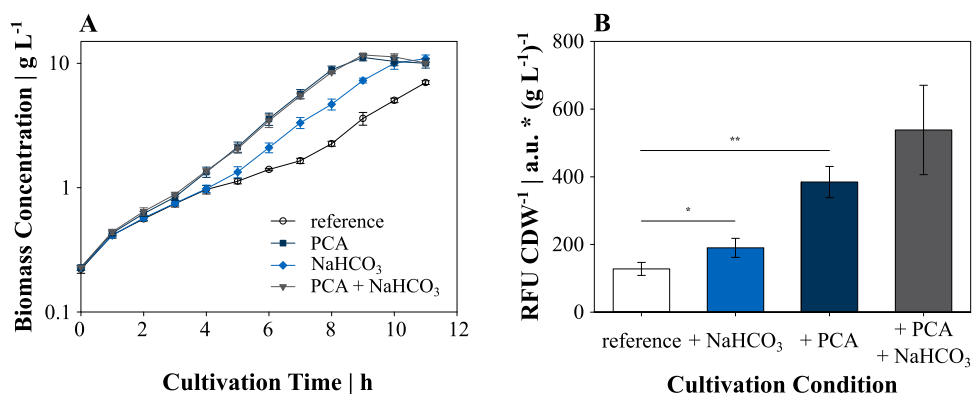 A
Biomass Concentration | g L⁻¹
10
1
0.1
0 2 4 6 8 10 12
Cultivation Time | h
reference
PCA
NaHCO₃
PCA + NaHCO₃
B
RFU CDW⁻¹ | a.u. * (g L⁻¹)⁻¹
800
600
400
200
0
**
*
reference + NaHCO₃ + PCA + PCA
+ NaHCO₃
Cultivation Condition